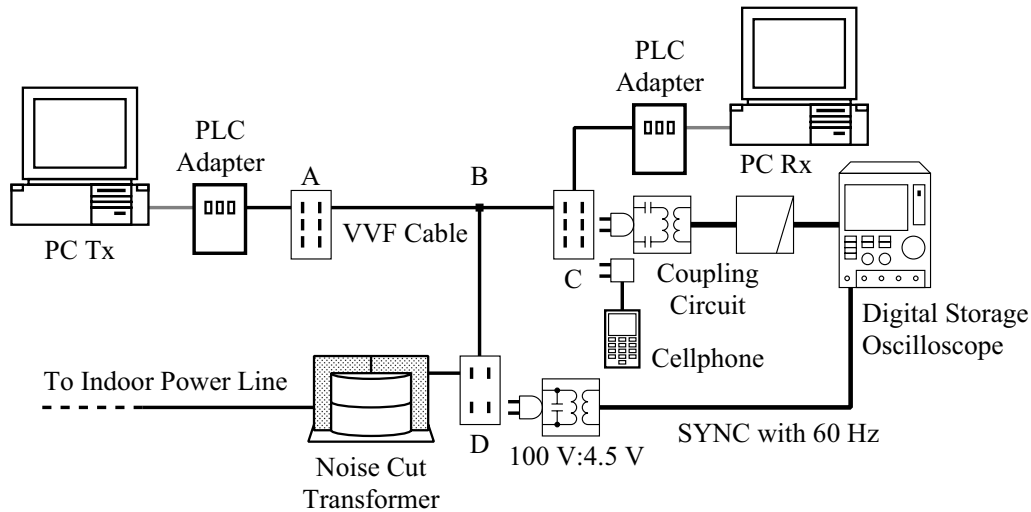 PLC
Adapter
PC Rx
PLC
Adapter
PC Tx
A
B
VVF Cable
C
Coupling
Circuit
Cellphone
Digital Storage
Oscilloscope
To Indoor Power Line
Noise Cut
Transformer
D
100 V:4.5 V
SYNC with 60 Hz